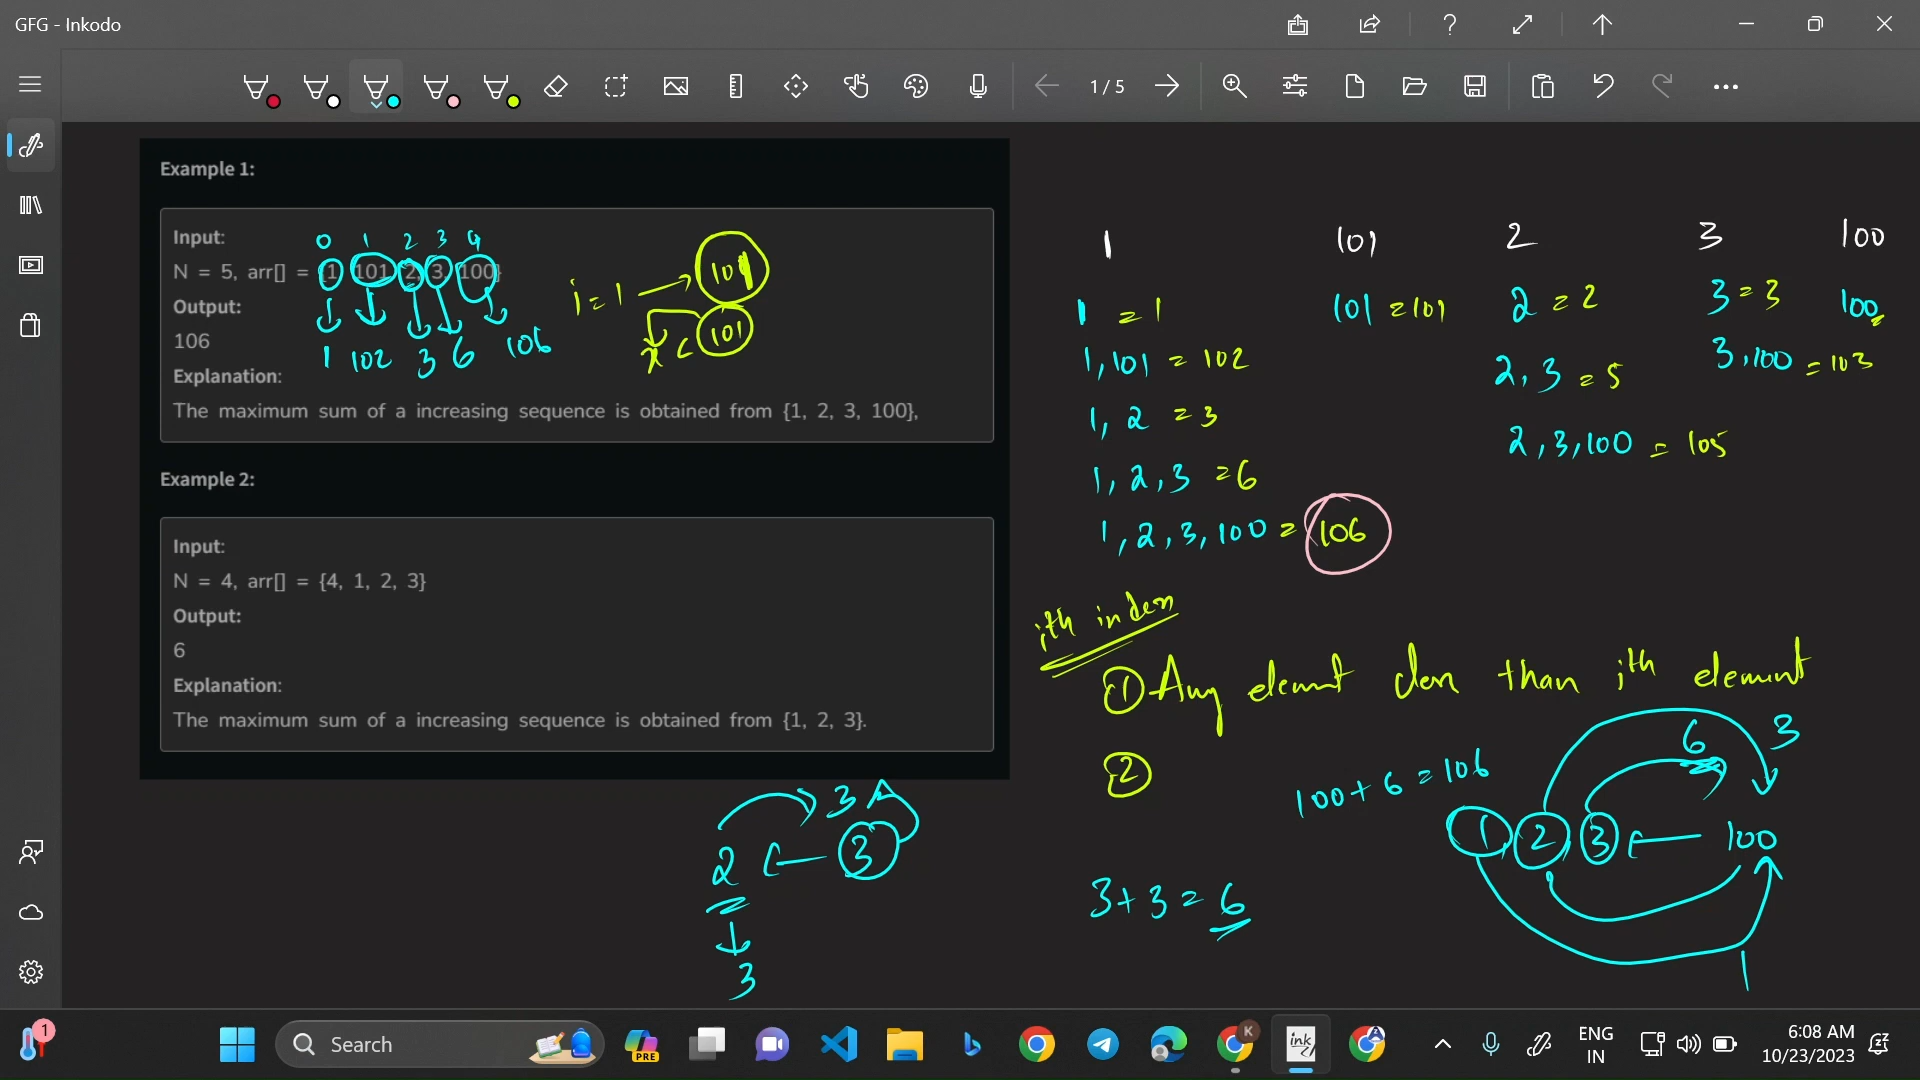 GFG - Inkodo
1 / 5
Example 1:
Input:
0 1 2 3 4
N = 5, arr[] = {1, 101, 2, 3, 100}
Output:
106
1 102 3 6 106
Explanation:
The maximum sum of a increasing sequence is obtained from {1, 2, 3, 100},
i = 1
101
x < 101
Example 2:
Input:
N = 4, arr[] = {4, 1, 2, 3}
Output:
6
Explanation:
The maximum sum of a increasing sequence is obtained from {1, 2, 3}.
1 101 2 3 100
1 = 1 101 = 101 2 = 2 3 = 3 100
1, 101 = 102 2, 3 = 5 3, 100 = 103
1, 2 = 3 2, 3, 100 = 105
1, 2, 3 = 6
1, 2, 3, 100 = 106
ith index
① Any element than ith element
②
100 + 6 = 106
6 3
1 2 3 100
1
3
2 3
3
3 + 3 = 6
1
Search
PRE
K
ink
ENG
IN
6:08 AM
10/23/2023